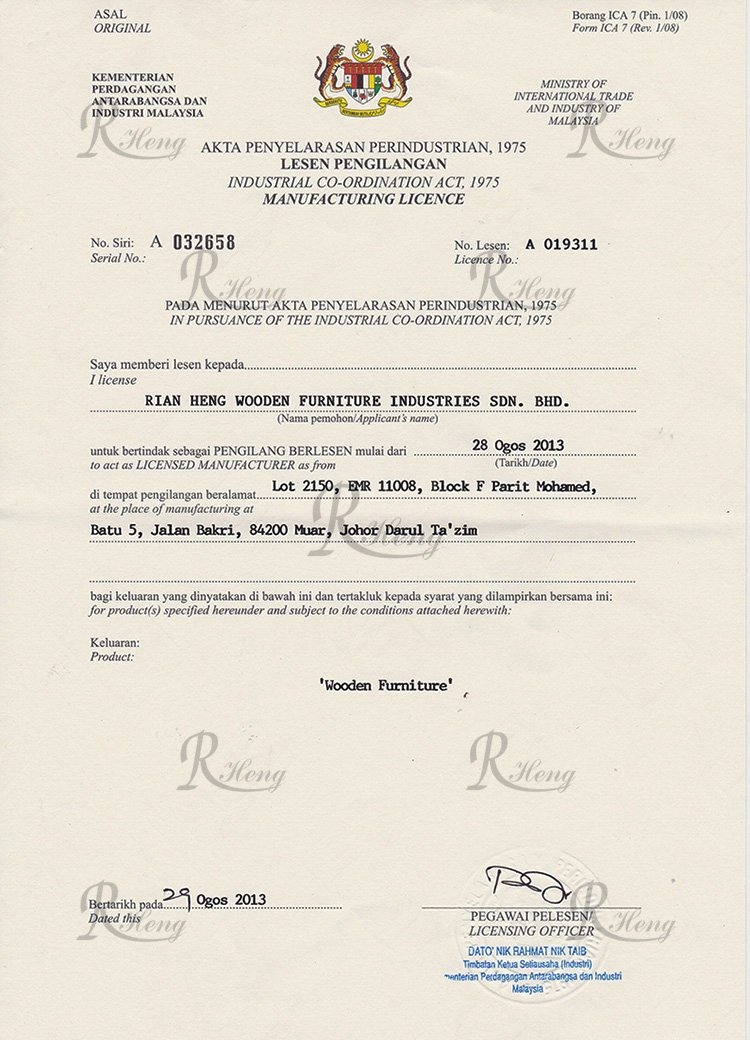 ASAL
ORIGINAL
Borang ICA 7 (Pin. 1/08)
Form ICA 7 (Rev. 1/08)
KEMENTERIAN
PERDAGANGAN
ANTARABANGSA DAN
INDUSTRI MALAYSIA
MINISTRY OF
INTERNATIONAL TRADE
AND INDUSTRY OF
MALAYSIA
R Heng
R Heng
AKTA PENYELARASAN PERINDUSTRIAN, 1975
LESEN PENGILANGAN
INDUSTRIAL CO-ORDINATION ACT, 1975
MANUFACTURING LICENCE
No. Siri: A 032658
Serial No.:
No. Lesen: A 019311
Licence No.:
R Heng
R Heng
PADA MENURUT AKTA PENYELARASAN PERINDUSTRIAN, 1975
IN PURSUANCE OF THE INDUSTRIAL CO-ORDINATION ACT, 1975
Saya memberi lesen kepada
I license
RIAN HENG WOODEN FURNITURE INDUSTRIES SDN. BHD.
(Nama pemohon/Applicant's name)
untuk bertindak sebagai PENGILANG BERLESEN mulai dari 28 Ogos 2013
to act as LICENSED MANUFACTURER as from (Tarikh/Date)
di tempat pengilangan beralamat Lot 2150, EMR 11008, Block F Parit Mohamed,
at the place of manufacturing at
R Heng
Batu 5, Jalan Bakri, 84200 Muar, Johor Darul Ta'zim
bagi keluaran yang dinyatakan di bawah ini dan tertakluk kepada syarat yang dilampirkan bersama ini:
for product(s) specified hereunder and subject to the conditions attached herewith:
Keluaran:
Product:
'Wooden Furniture'
R Heng
R Heng
Bertarikh pada 29 Ogos 2013
Dated this
R Heng
PEGAWAI PELESEN/
LICENSING OFFICER
R Heng
DATO' NIK RAHMAT NIK TAIB
Timbalan Ketua Setiausaha (Industri)
Perdagangan Antarabangsa dan Industri
Malaysia